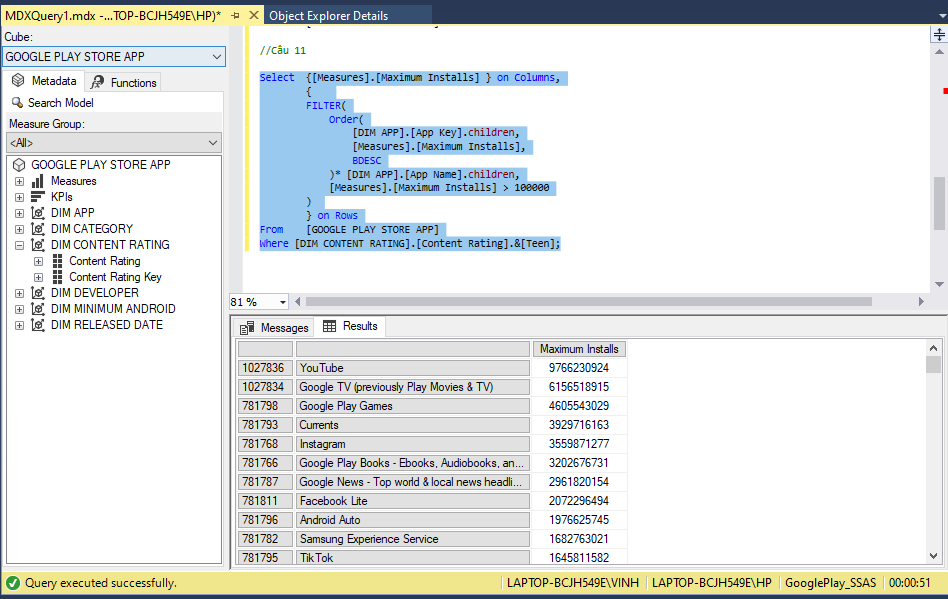 MDXQuery1.mdx -...TOP-BCJH549E\HP)*
Object Explorer Details
Cube:
GOOGLE PLAY STORE APP
Metadata
Functions
Search Model
Measure Group:
<All>
GOOGLE PLAY STORE APP
Measures
KPIs
DIM APP
DIM CATEGORY
DIM CONTENT RATING
Content Rating
Content Rating Key
DIM DEVELOPER
DIM MINIMUM ANDROID
DIM RELEASED DATE
//Câu 11
Select {[Measures].[Maximum Installs] } on Columns,
{
FILTER(
Order(
[DIM APP].[App Key].children,
[Measures].[Maximum Installs],
BDESC
)* [DIM APP].[App Name].children,
[Measures].[Maximum Installs] > 100000
)
} on Rows
From [GOOGLE PLAY STORE APP]
Where [DIM CONTENT RATING].[Content Rating].&[Teen];
81 %
Messages
Results
Maximum Installs
1027836 YouTube 9766230924
1027834 Google TV (previously Play Movies & TV) 6156518915
781798 Google Play Games 4605543029
781793 Currents 3929716163
781768 Instagram 3559871277
781766 Google Play Books - Ebooks, Audiobooks, an... 3202676731
781787 Google News - Top world & local news headli... 2961820154
781811 Facebook Lite 2072296494
781796 Android Auto 1976625745
781782 Samsung Experience Service 1682763021
781795 TikTok 1645811582
Query executed successfully.
LAPTOP-BCJH549E\VINH
LAPTOP-BCJH549E\HP
GooglePlay_SSAS
00:00:51